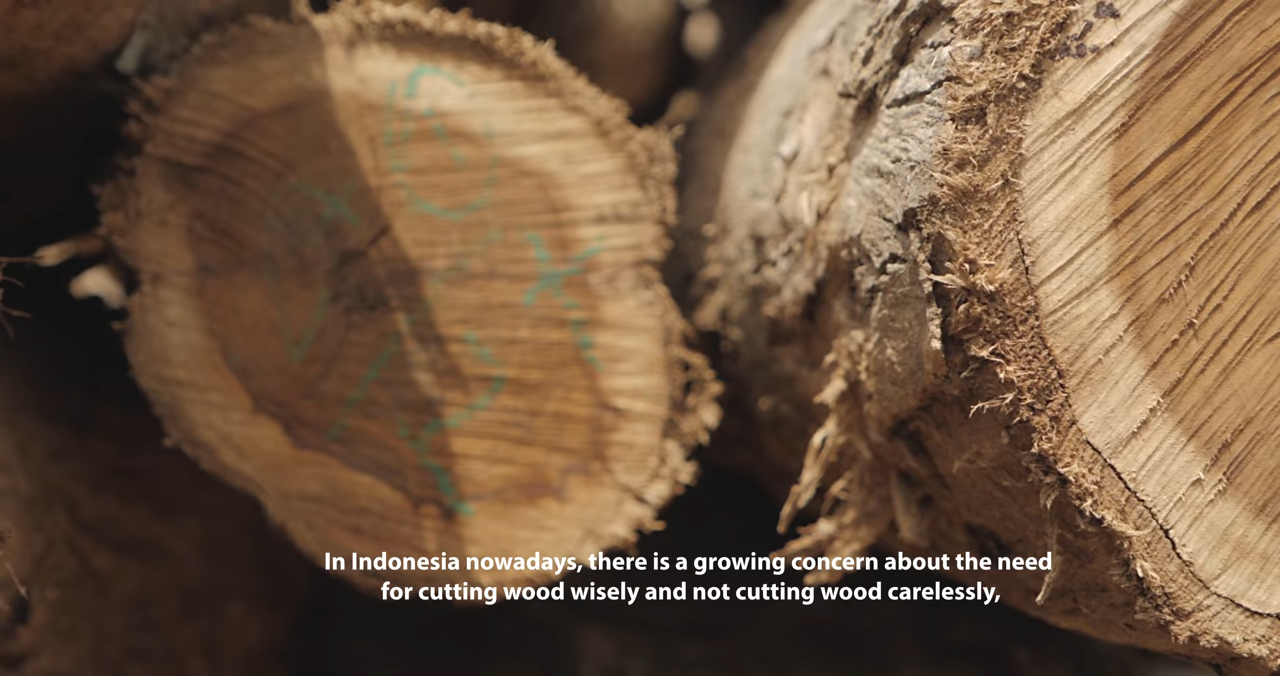 In Indonesia nowadays, there is a growing concern about the need
for cutting wood wisely and not cutting wood carelessly,